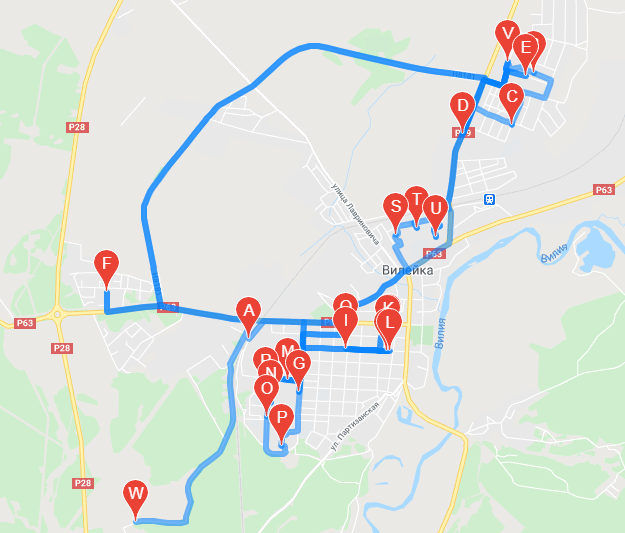 V
E
C
P28
D
улица Лавриновича
S
T
U
P63
P63
Вилейка
Вилия
F
A
K
I
L
P63
P28
Вилия
M
G
N
O
P
ул. Партизанская
P28
W